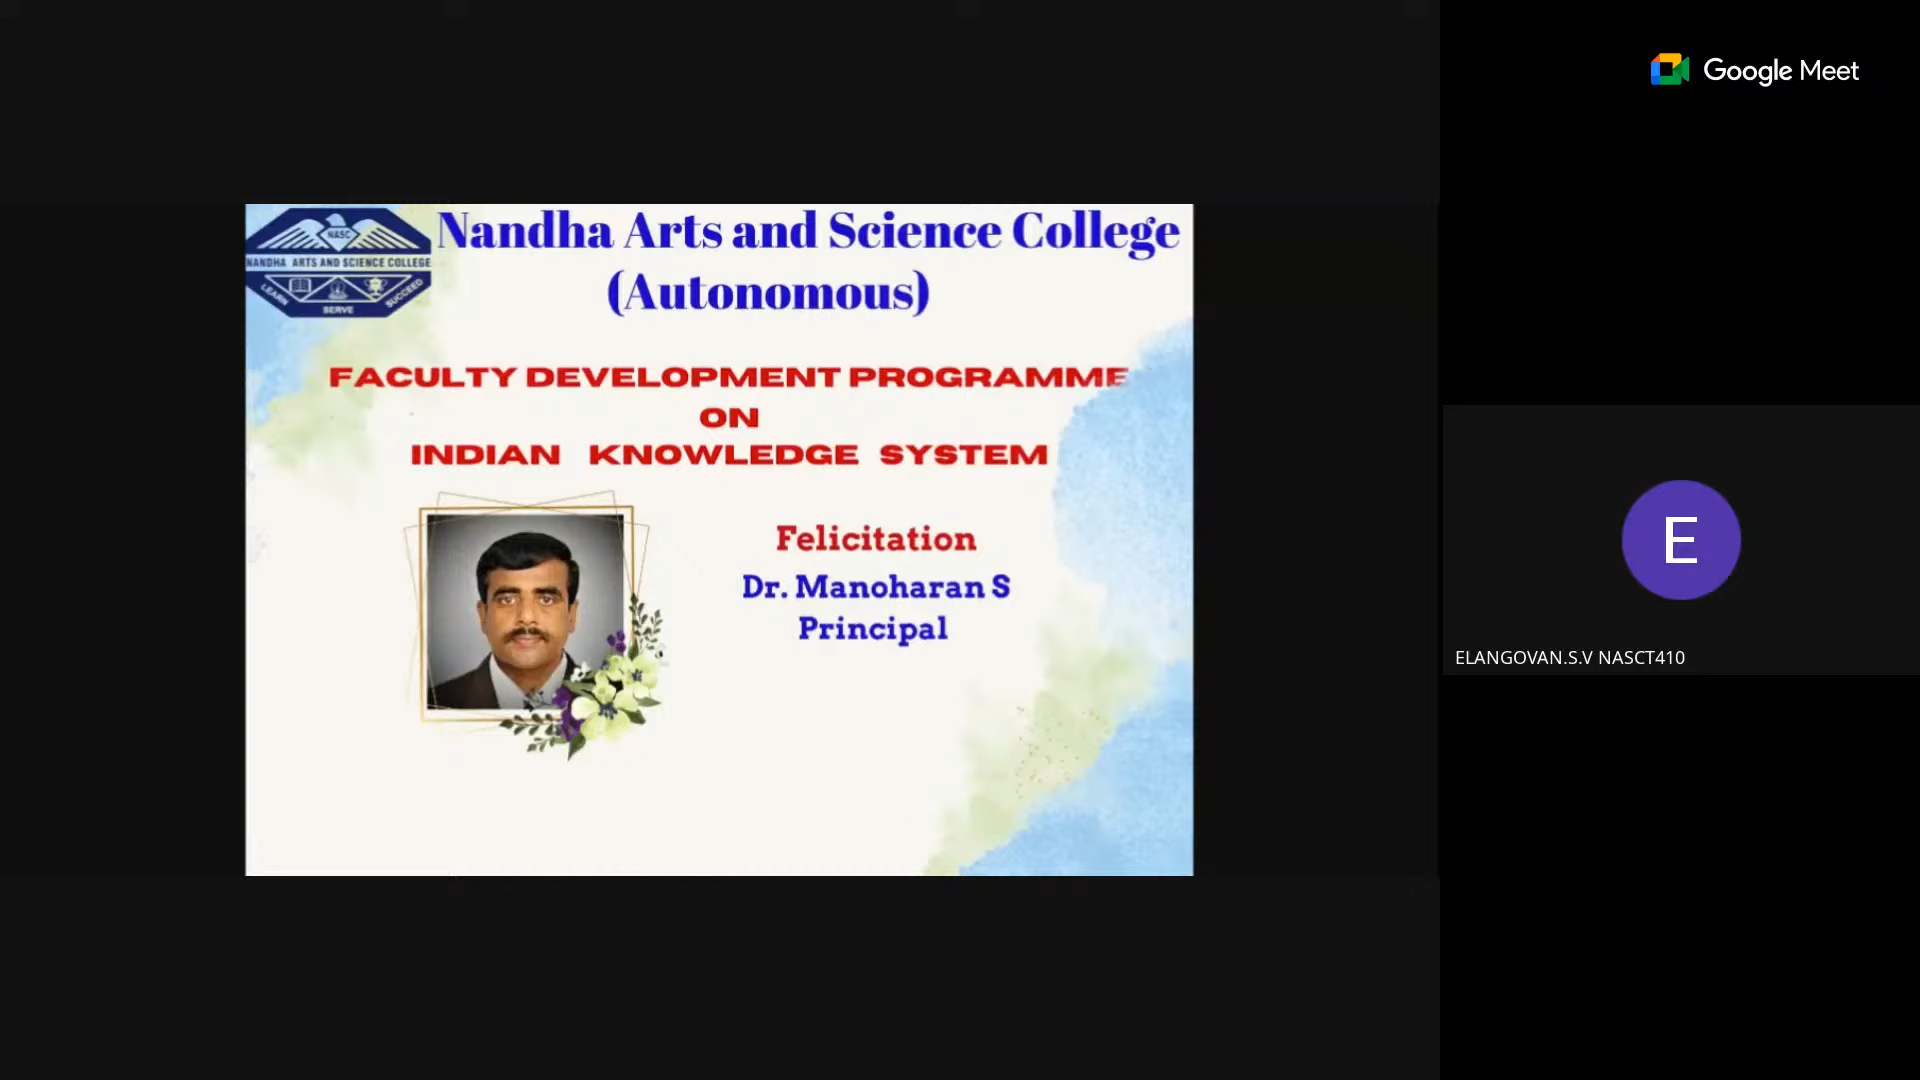 Google Meet
NASC
NANDHA ARTS AND SCIENCE COLLEGE
LEARN
SERVE
SUCCEED
Nandha Arts and Science College
(Autonomous)
FACULTY DEVELOPMENT PROGRAMME
ON
INDIAN KNOWLEDGE SYSTEM
Felicitation
Dr. Manoharan S
Principal
E
ELANGOVAN.S.V NASCT410